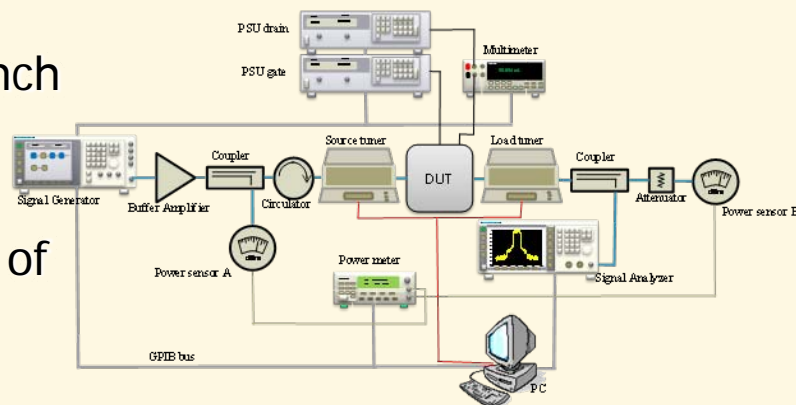 nch
of
PSU drain
PSU gate
Multimeter
Source tuner
Load tuner
Coupler
Coupler
DUT
Signal Generator
Buffer Amplifier
Circulator
Attenuator
Power sensor B
Power sensor A
Power meter
Signal Analyzer
GPIB bus
PC